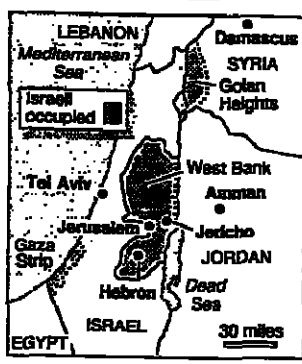 LEBANON
Damascus
Mediterranean
Sea
SYRIA
Golan
Heights
Israeli
occupied
West Bank
Tel Aviv
Amman
Jerusalem
Jericho
Gaza
Strip
JORDAN
Hebron
Dead
Sea
ISRAEL
EGYPT
30 miles